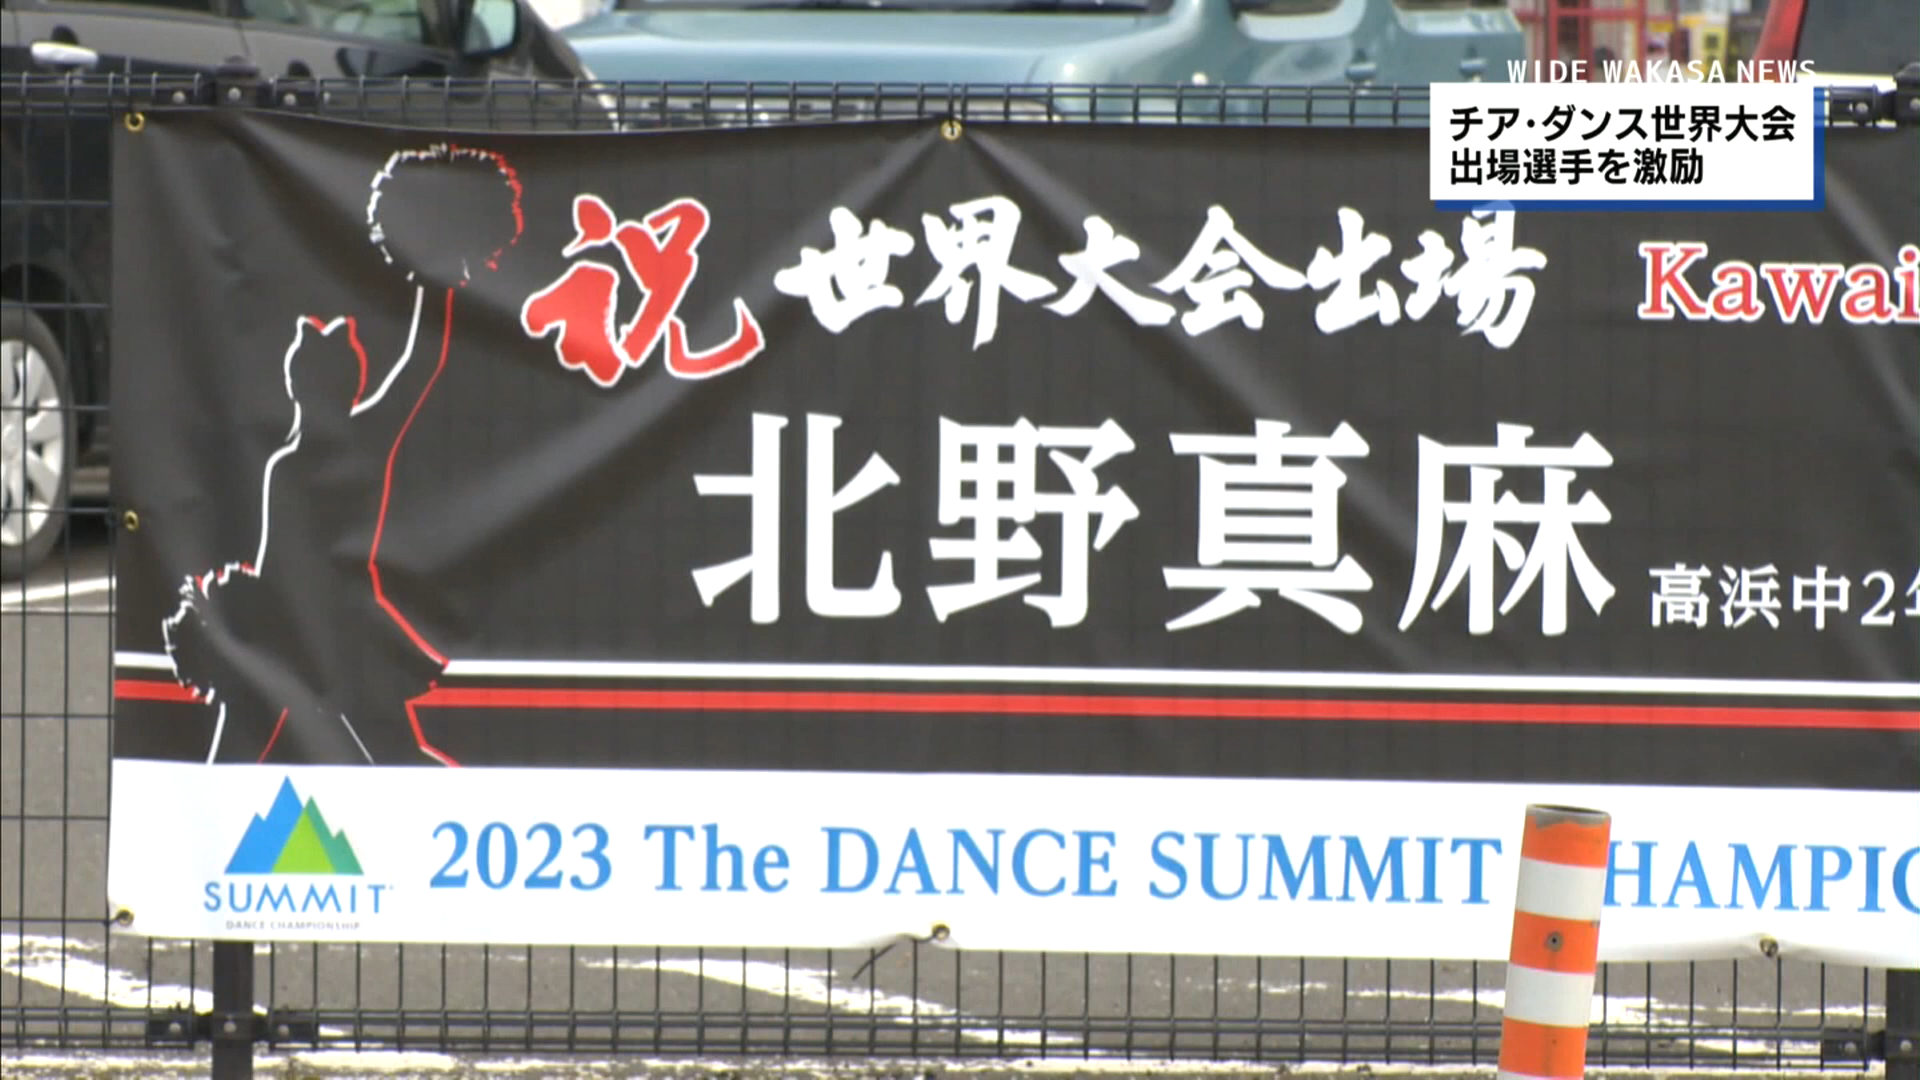 WIDE WAKASA NEWS
チア・ダンス世界大会
出場選手を激励
祝 世界大会出場 Kawai
北野真麻 高浜中2年
SUMMIT
DANCE CHAMPIONSHIP
2023 The DANCE SUMMIT HAMPIO